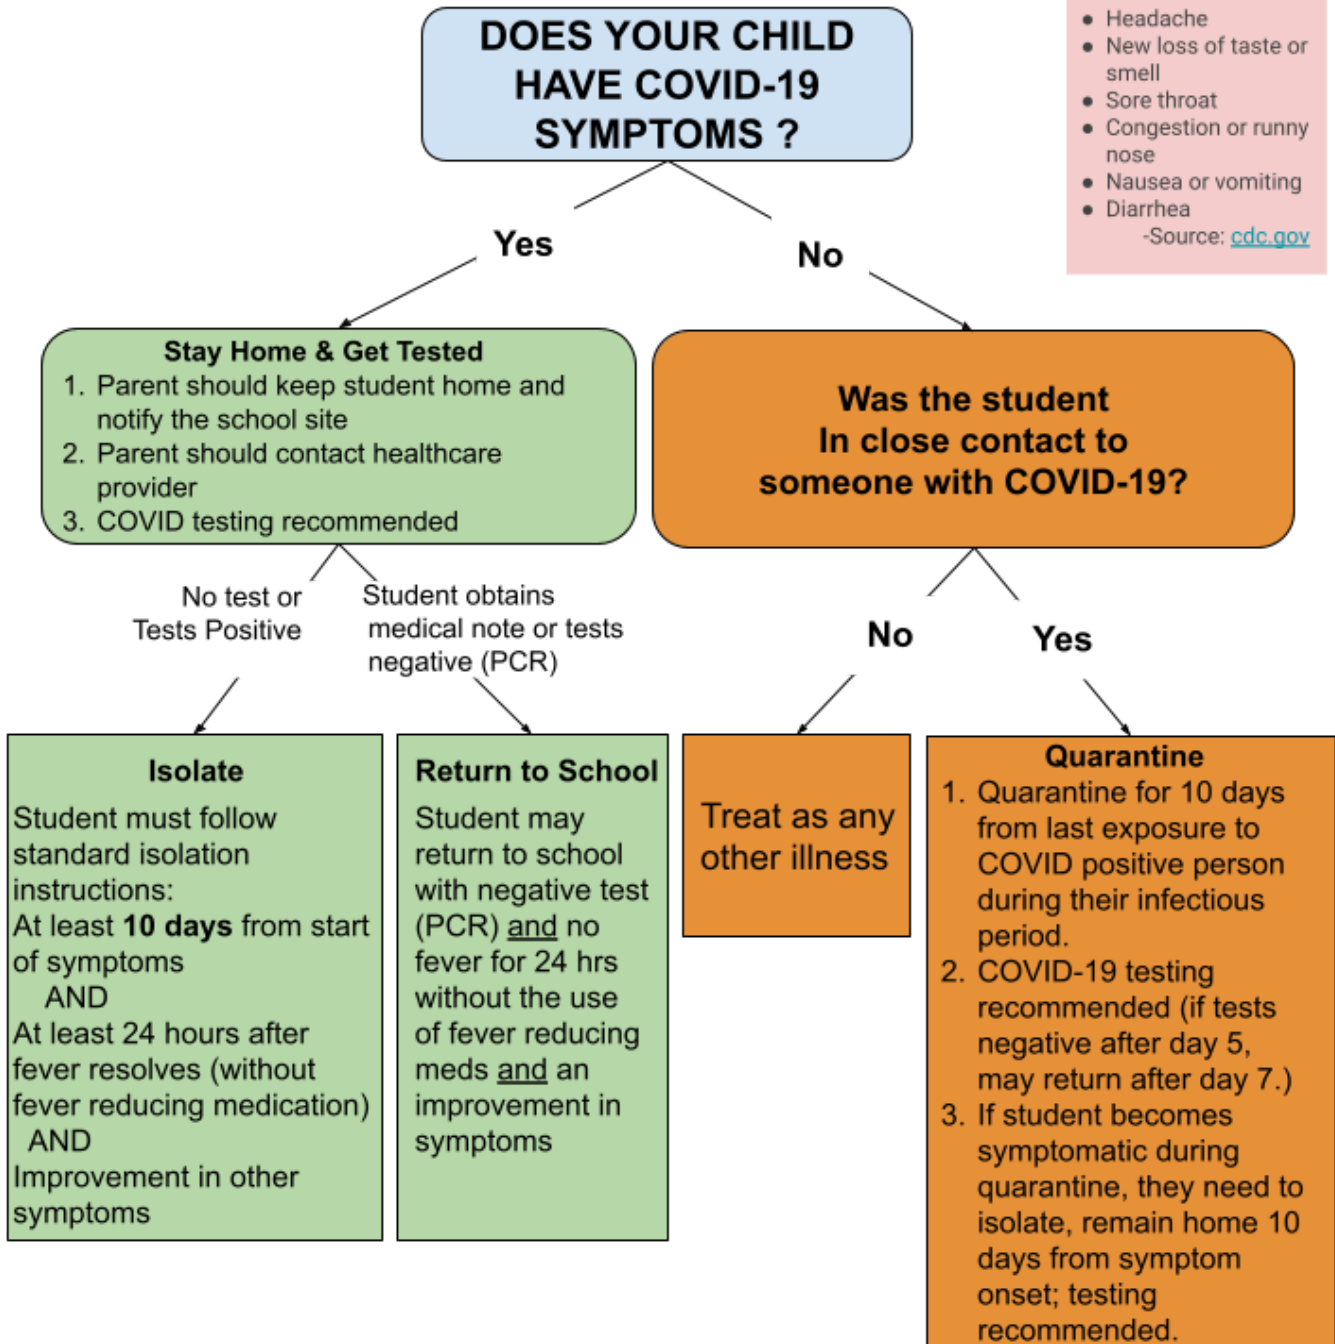 DOES YOUR CHILD
HAVE COVID-19
SYMPTOMS ?
● Headache
● New loss of taste or
smell
● Sore throat
● Congestion or runny
nose
● Nausea or vomiting
● Diarrhea
-Source: cdc.gov
Yes
No
Stay Home & Get Tested
1. Parent should keep student home and
notify the school site
2. Parent should contact healthcare
provider
3. COVID testing recommended
Was the student
In close contact to
someone with COVID-19?
No test or
Tests Positive
Student obtains
medical note or tests
negative (PCR)
No
Yes
Isolate
Student must follow
standard isolation
instructions:
At least 10 days from start
of symptoms
AND
At least 24 hours after
fever resolves (without
fever reducing medication)
AND
Improvement in other
symptoms
Return to School
Student may
return to school
with negative test
(PCR) and no
fever for 24 hrs
without the use
of fever reducing
meds and an
improvement in
symptoms
Treat as any
other illness
Quarantine
1. Quarantine for 10 days
from last exposure to
COVID positive person
during their infectious
period.
2. COVID-19 testing
recommended (if tests
negative after day 5,
may return after day 7.)
3. If student becomes
symptomatic during
quarantine, they need to
isolate, remain home 10
days from symptom
onset; testing
recommended.